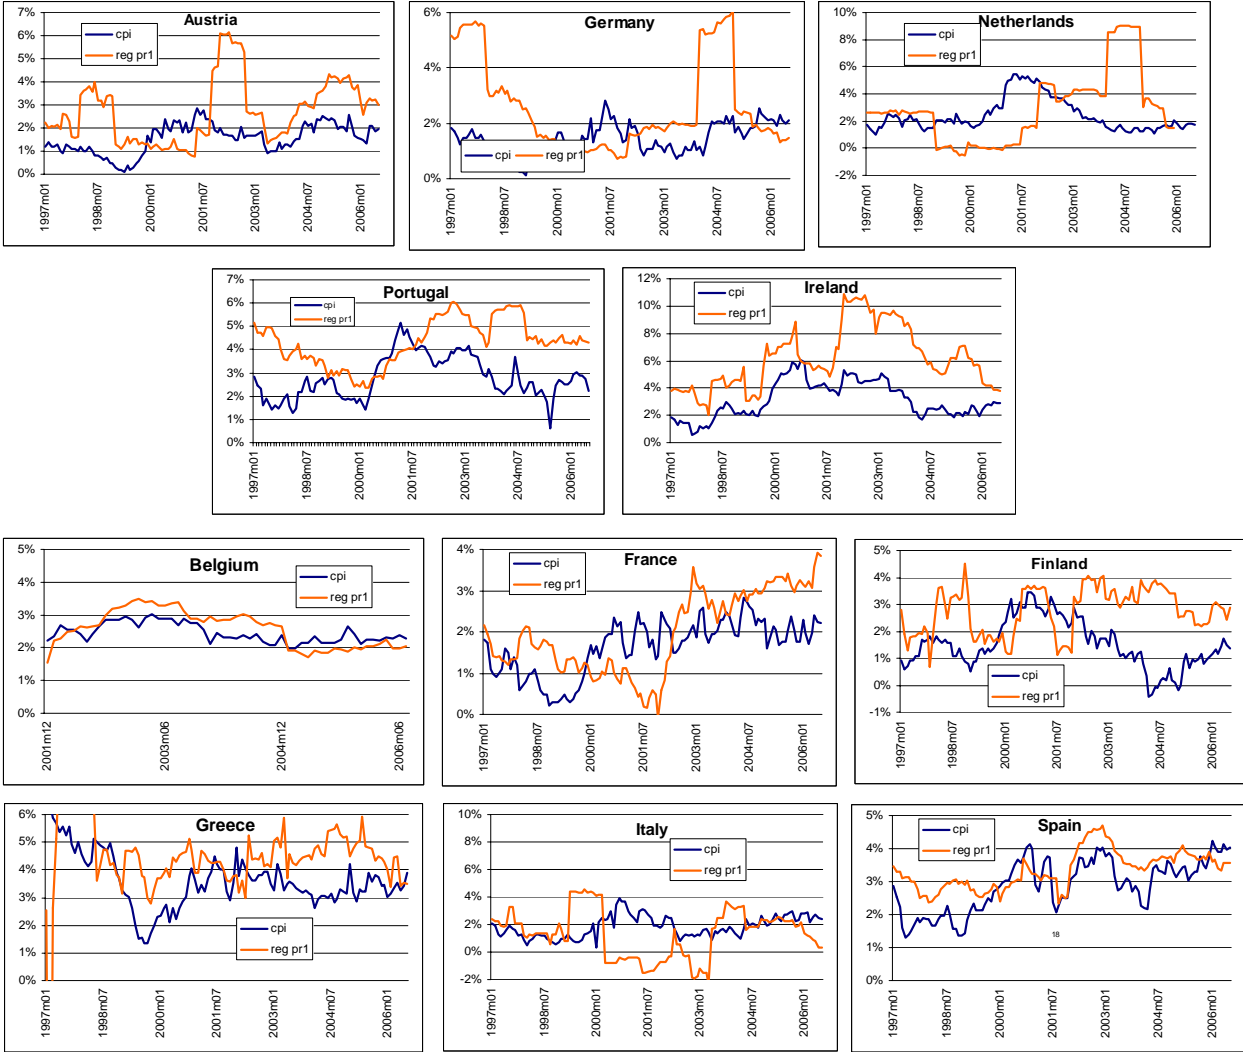 Austria
cpi
reg pr1
7%
6%
5%
4%
3%
2%
1%
0%
1997m01
1998m07
2000m01
2001m07
2003m01
2004m07
2006m01
Germany
cpi
reg pr1
6%
4%
2%
0%
1997m01
1998m07
2000m01
2001m07
2003m01
2004m07
2006m01
Netherlands
cpi
reg pr1
10%
8%
6%
4%
2%
0%
-2%
1997m01
1998m07
2000m01
2001m07
2003m01
2004m07
2006m01
Portugal
cpi
reg pr1
7%
6%
5%
4%
3%
2%
1%
0%
1997m01
1998m07
2000m01
2001m07
2003m01
2004m07
2006m01
Ireland
cpi
reg pr1
12%
10%
8%
6%
4%
2%
0%
1997m01
1998m07
2000m01
2001m07
2003m01
2004m07
2006m01
Belgium
cpi
reg pr1
5%
4%
3%
2%
1%
0%
2001m12
2003m06
2004m12
2006m06
France
cpi
reg pr1
4%
3%
2%
1%
0%
1997m01
1998m07
2000m01
2001m07
2003m01
2004m07
2006m01
Finland
cpi
reg pr1
5%
4%
3%
2%
1%
0%
-1%
1997m01
1998m07
2000m01
2001m07
2003m01
2004m07
2006m01
Greece
cpi
reg pr1
6%
5%
4%
3%
2%
1%
0%
1997m01
1998m07
2000m01
2001m07
2003m01
2004m07
2006m01
Italy
cpi
reg pr1
10%
8%
6%
4%
2%
0%
-2%
1997m01
1998m07
2000m01
2001m07
2003m01
2004m07
2006m01
Spain
cpi
reg pr1
5%
4%
3%
2%
1%
0%
18
1997m01
1998m07
2000m01
2001m07
2003m01
2004m07
2006m01